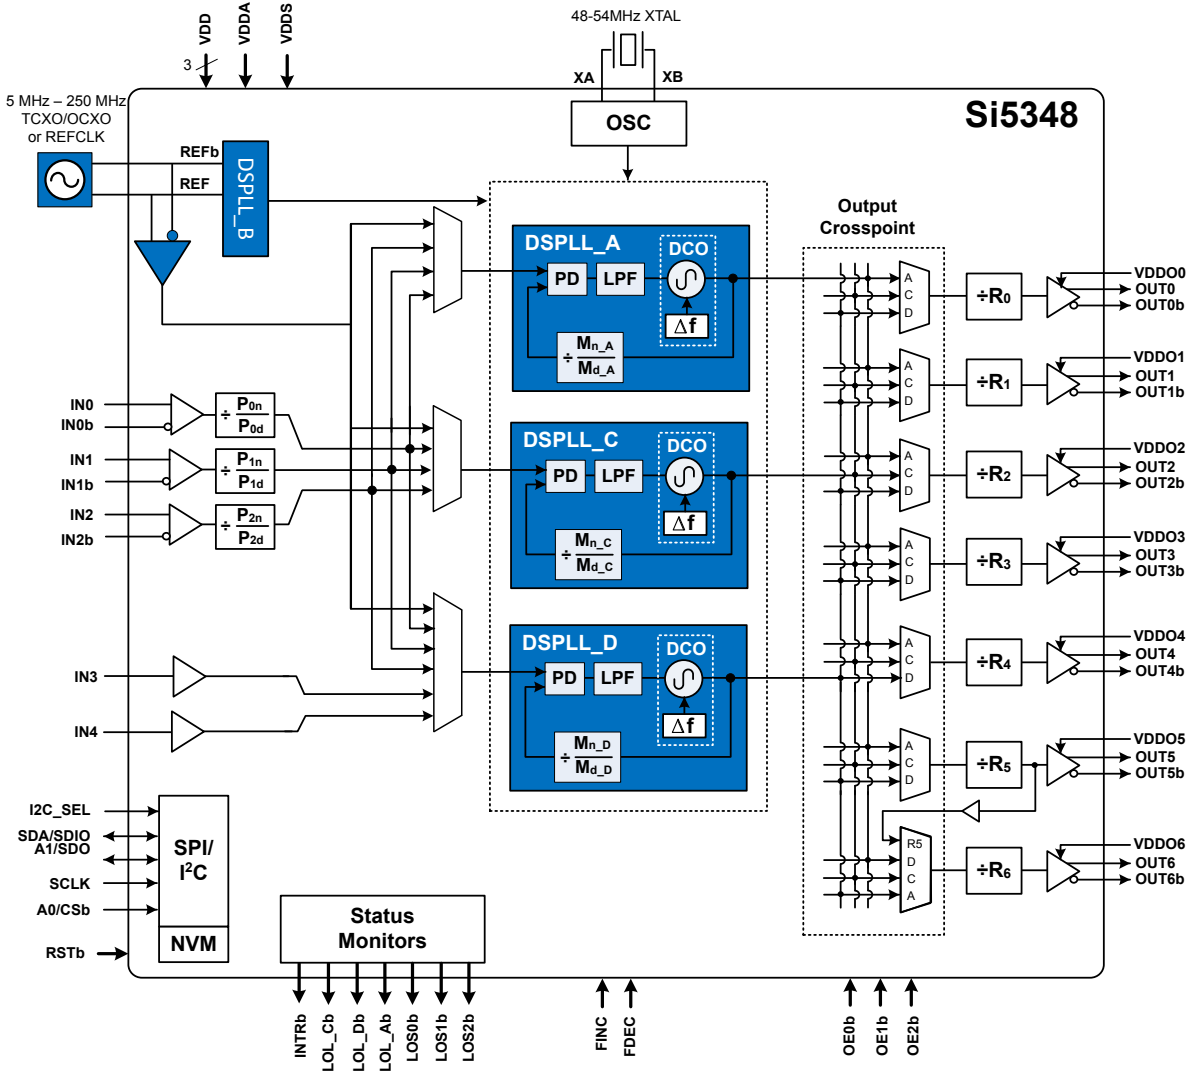 48-54MHz XTAL
VDD
VDDA
VDDS
3
XA
XB
5 MHz – 250 MHz
TCXO/OCXO
or REFCLK
OSC
Si5348
REFb
REF
DSPLL_B
Output
Crosspoint
DSPLL_A
DCO
PD
LPF
Δf
÷ Mn_A
Md_A
A
C
D
÷R0
VDDO0
OUT0
OUT0b
A
C
D
÷R1
VDDO1
OUT1
OUT1b
IN0
IN0b
÷ P0n
P0d
IN1
IN1b
÷ P1n
P1d
IN2
IN2b
÷ P2n
P2d
DSPLL_C
DCO
PD
LPF
Δf
÷ Mn_C
Md_C
A
C
D
÷R2
VDDO2
OUT2
OUT2b
A
C
D
÷R3
VDDO3
OUT3
OUT3b
IN3
IN4
DSPLL_D
DCO
PD
LPF
Δf
÷ Mn_D
Md_D
A
C
D
÷R4
VDDO4
OUT4
OUT4b
A
C
D
÷R5
VDDO5
OUT5
OUT5b
R5
D
C
A
÷R6
VDDO6
OUT6
OUT6b
I2C_SEL
SDA/SDIO
A1/SDO
SCLK
A0/CSb
RSTb
SPI/
I2C
NVM
Status
Monitors
INTRb
LOL_Cb
LOL_Db
LOL_Ab
LOS0b
LOS1b
LOS2b
FINC
FDEC
OE0b
OE1b
OE2b